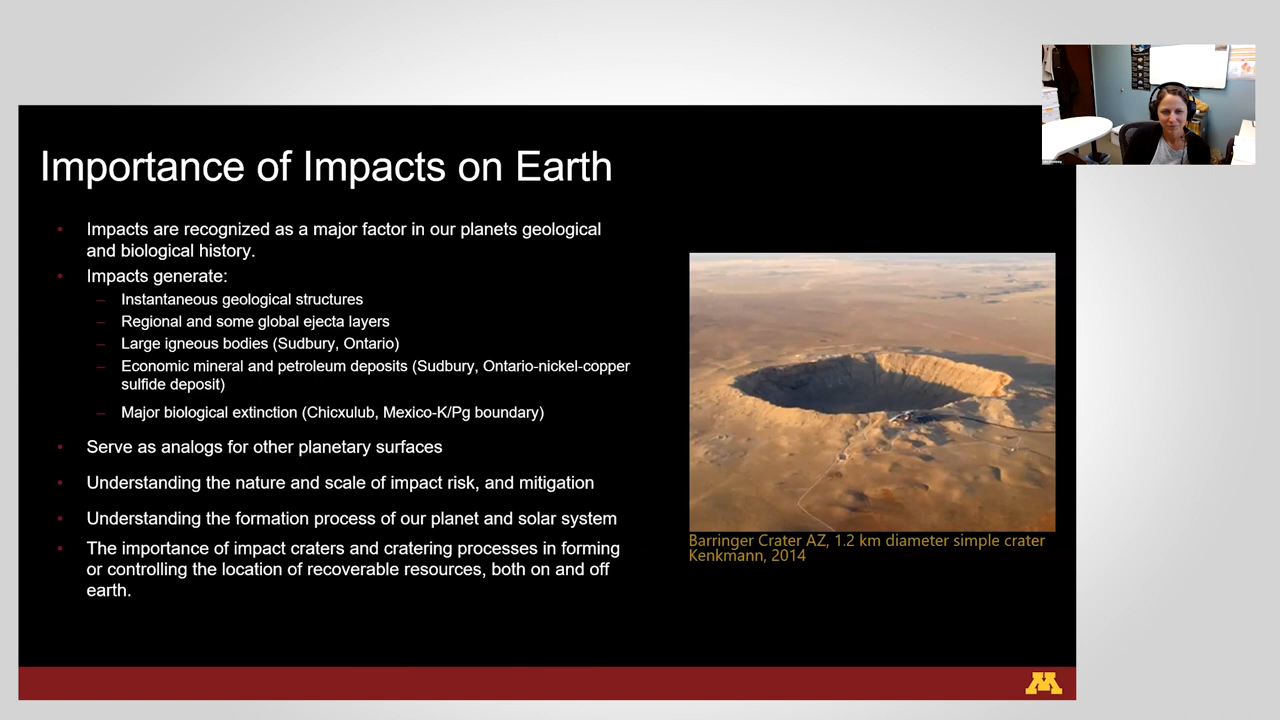 Importance of Impacts on Earth
Impacts are recognized as a major factor in our planets geological
and biological history.
Impacts generate:
Instantaneous geological structures
Regional and some global ejecta layers
Large igneous bodies (Sudbury, Ontario)
Economic mineral and petroleum deposits (Sudbury, Ontario-nickel-copper
sulfide deposit)
Major biological extinction (Chicxulub, Mexico-K/Pg boundary)
Serve as analogs for other planetary surfaces
Understanding the nature and scale of impact risk, and mitigation
Understanding the formation process of our planet and solar system
The importance of impact craters and cratering processes in forming
or controlling the location of recoverable resources, both on and off
earth.
Barringer Crater AZ, 1.2 km diameter simple crater
Kenkmann, 2014
M